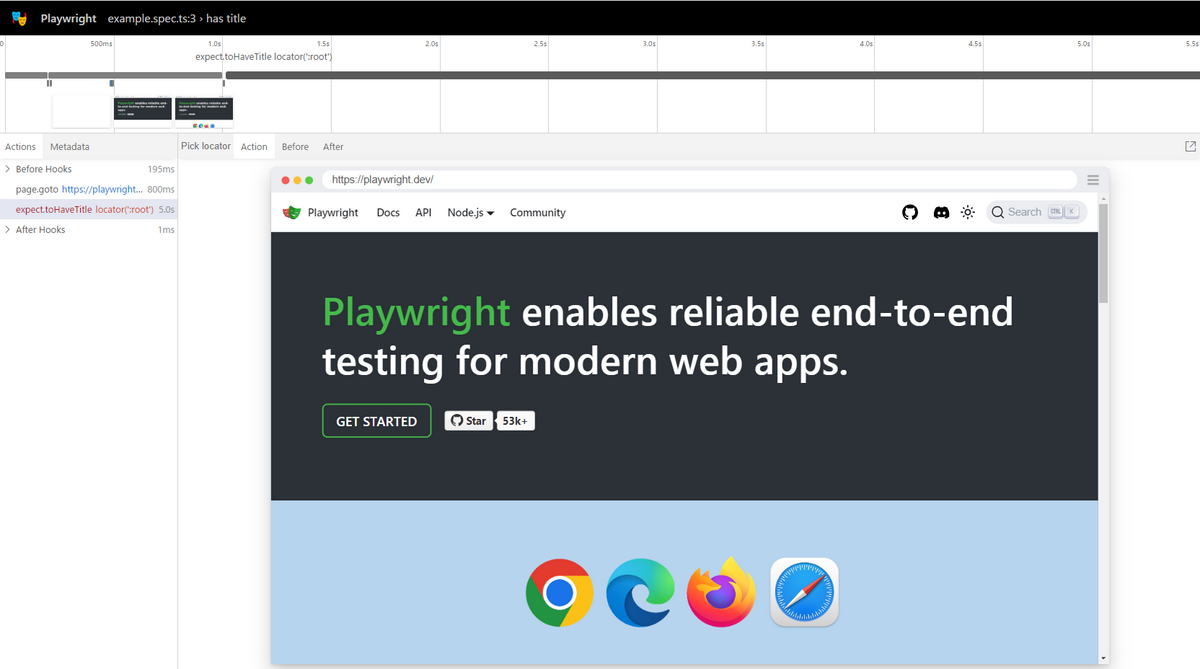 Playwright example.spec.ts:3 › has title
0 500ms 1.0s 1.5s 2.0s 2.5s 3.0s 3.5s 4.0s 4.5s 5.0s 5.5s
expect.toHaveTitle locator(':root')
Actions Metadata Pick locator Action Before After
Before Hooks 195ms
page.goto https://playwright... 800ms
expect.toHaveTitle locator(':root') 5.0s
After Hooks 1ms
https://playwright.dev/
Playwright Docs API Node.js Community Search K
Playwright enables reliable end-to-end
testing for modern web apps.
GET STARTED Star 53k+